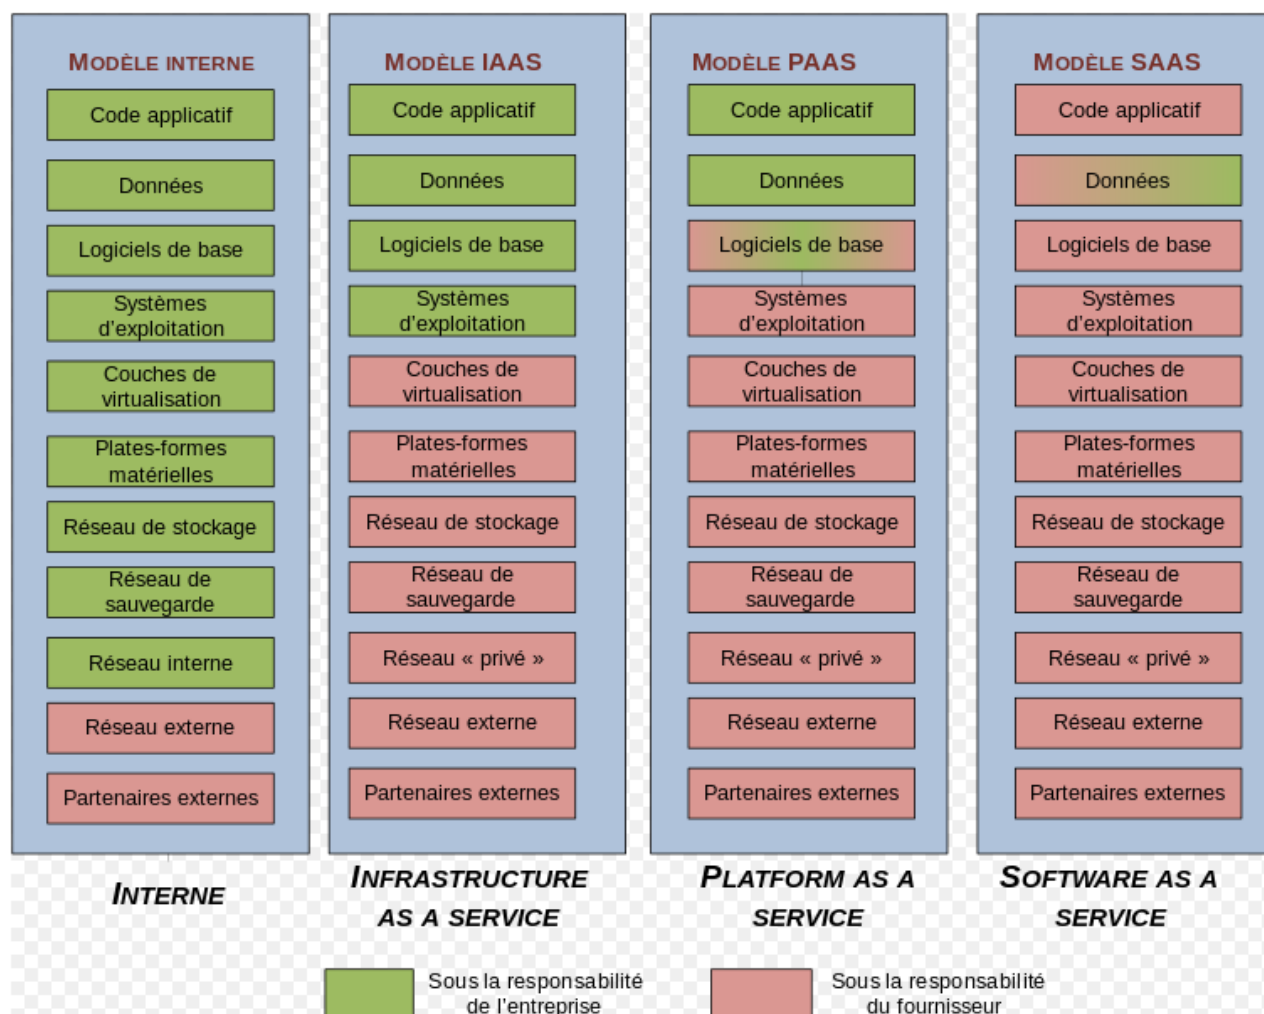 MODÈLE INTERNE
Code applicatif
Données
Logiciels de base
Systèmes
d'exploitation
Couches de
virtualisation
Plates-formes
matérielles
Réseau de stockage
Réseau de
sauvegarde
Réseau interne
Réseau externe
Partenaires externes
INTERNE
MODÈLE IAAS
Code applicatif
Données
Logiciels de base
Systèmes
d'exploitation
Couches de
virtualisation
Plates-formes
matérielles
Réseau de stockage
Réseau de
sauvegarde
Réseau « privé »
Réseau externe
Partenaires externes
INFRASTRUCTURE
AS A SERVICE
MODÈLE PAAS
Code applicatif
Données
Logiciels de base
Systèmes
d'exploitation
Couches de
virtualisation
Plates-formes
matérielles
Réseau de stockage
Réseau de
sauvegarde
Réseau « privé »
Réseau externe
Partenaires externes
PLATFORM AS A
SERVICE
MODÈLE SAAS
Code applicatif
Données
Logiciels de base
Systèmes
d'exploitation
Couches de
virtualisation
Plates-formes
matérielles
Réseau de stockage
Réseau de
sauvegarde
Réseau « privé »
Réseau externe
Partenaires externes
SOFTWARE AS A
SERVICE
Sous la responsabilité
de l'entreprise
Sous la responsabilité
du fournisseur